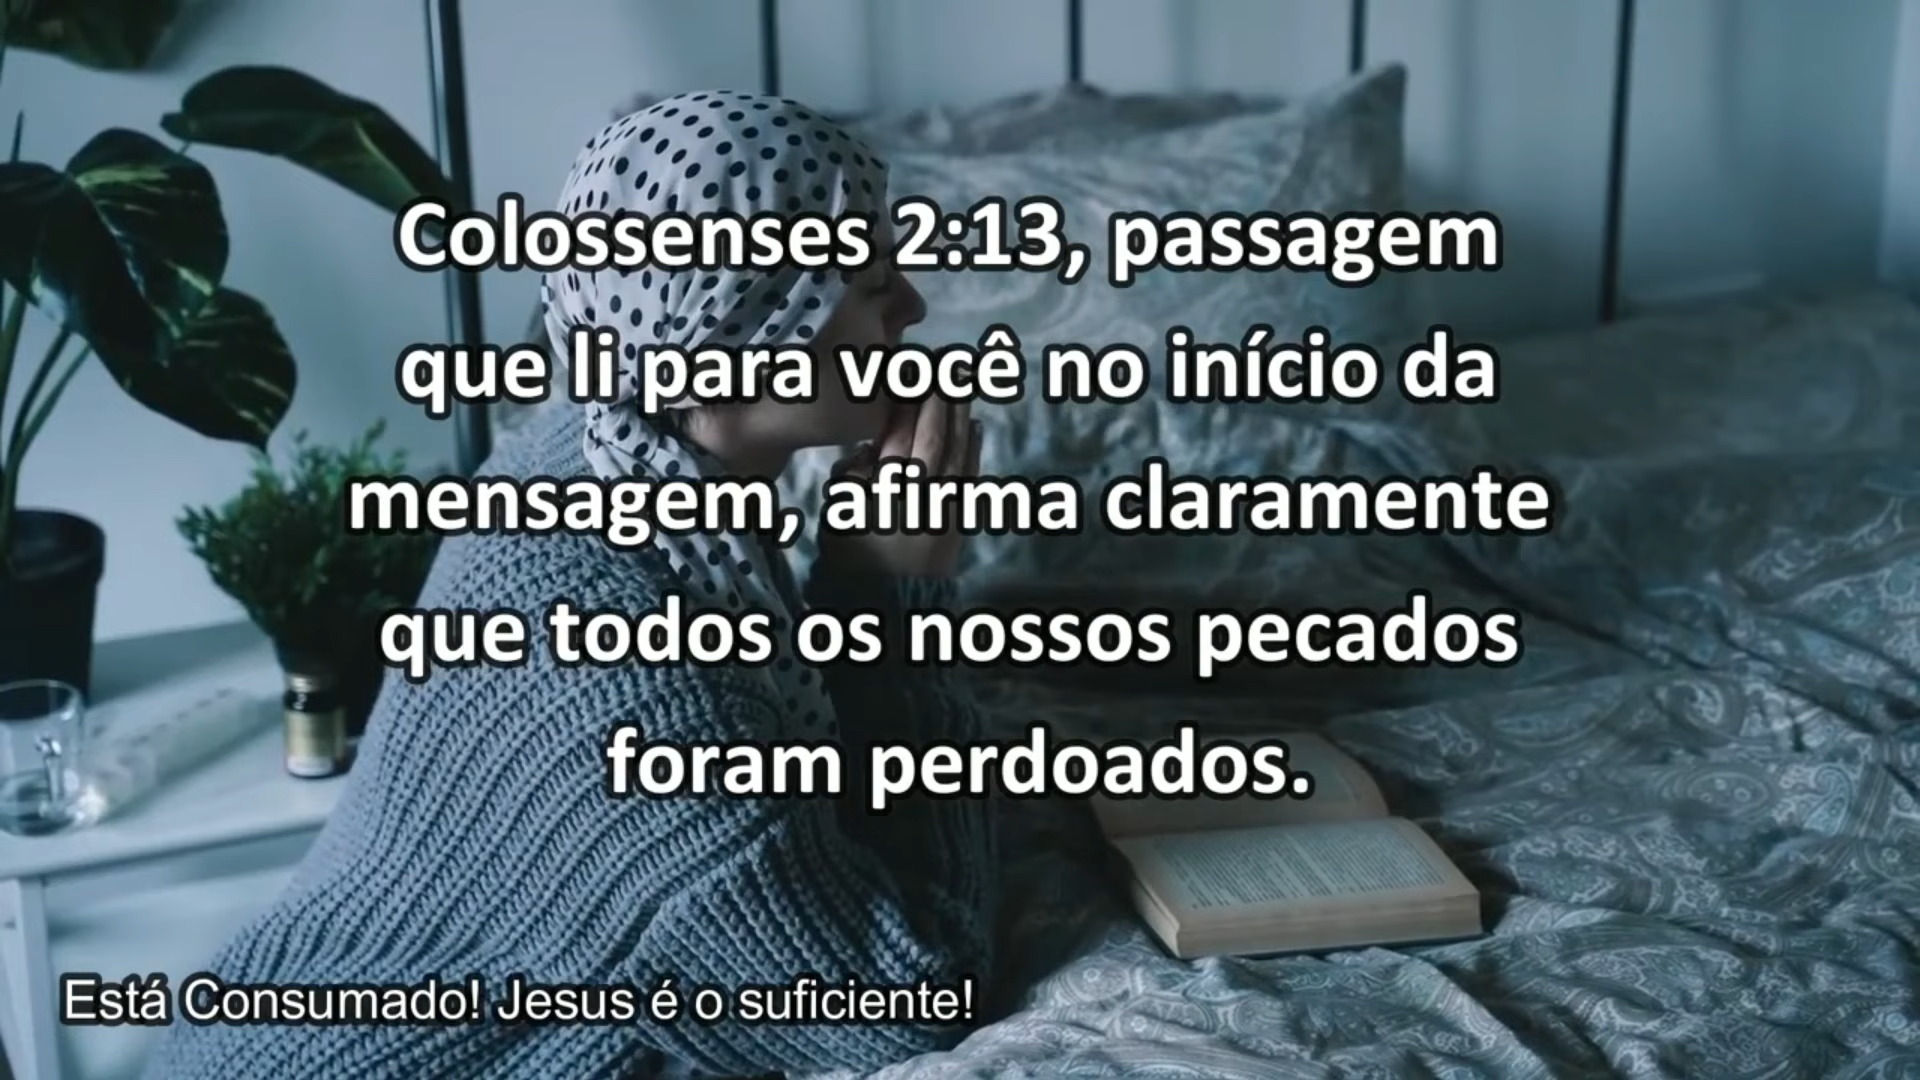 Colossenses 2:13, passagem
que li para você no início da
mensagem, afirma claramente
que todos os nossos pecados
foram perdoados.
Está Consumado! Jesus é o suficiente!